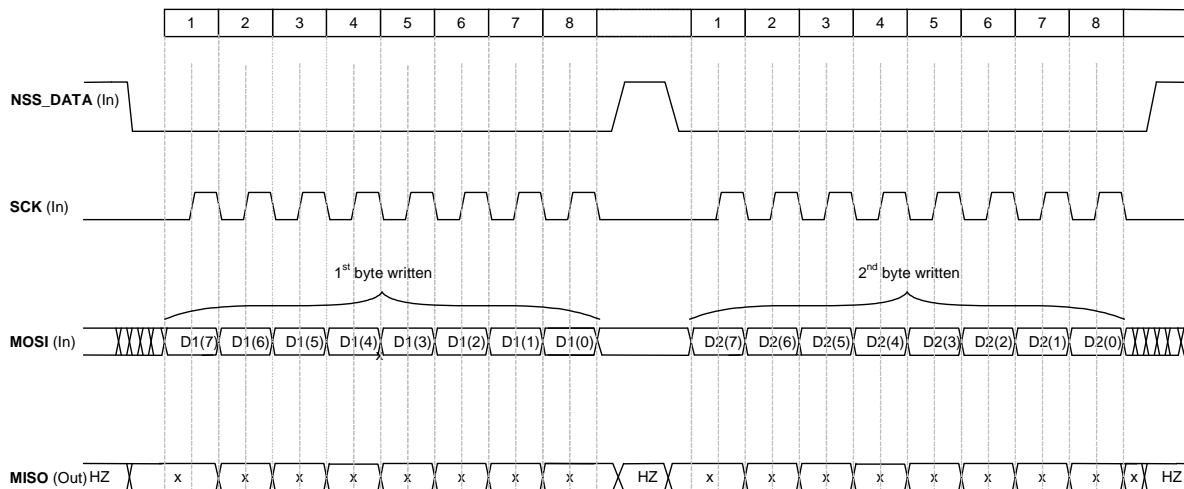 1 2 3 4 5 6 7 8 1 2 3 4 5 6 7 8
NSS_DATA (In)
SCK (In)
1st byte written 2nd byte written
MOSI (In) D1(7) D1(6) D1(5) D1(4) D1(3) D1(2) D1(1) D1(0) D2(7) D2(6) D2(5) D2(4) D2(3) D2(2) D2(1) D2(0)
x
MISO (Out) HZ x x x x x x x x HZ x x x x x x x x x HZ